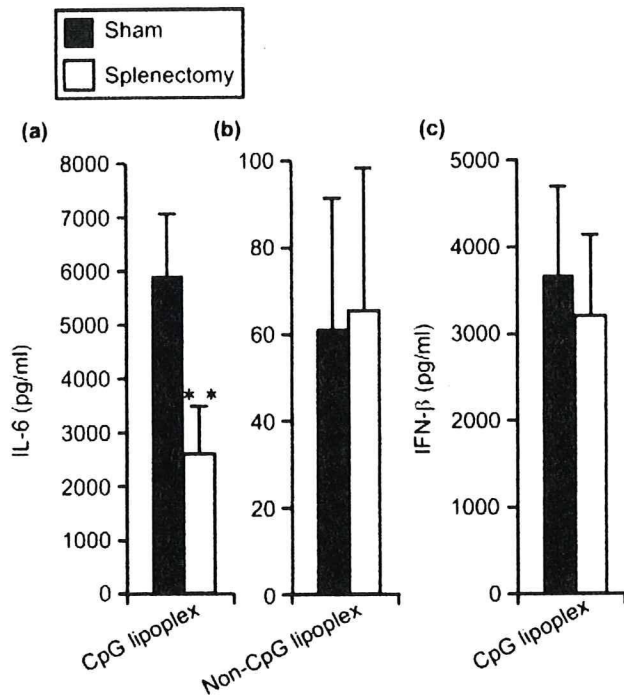 Sham
Splenectomy
(a)
(b)
(c)
IL-6 (pg/ml)
8000
7000
6000
5000
4000
3000
2000
1000
0
**
CpG lipoplex
100
80
60
40
20
0
Non-CpG lipoplex
IFN-β (pg/ml)
5000
4000
3000
2000
1000
0
CpG lipoplex